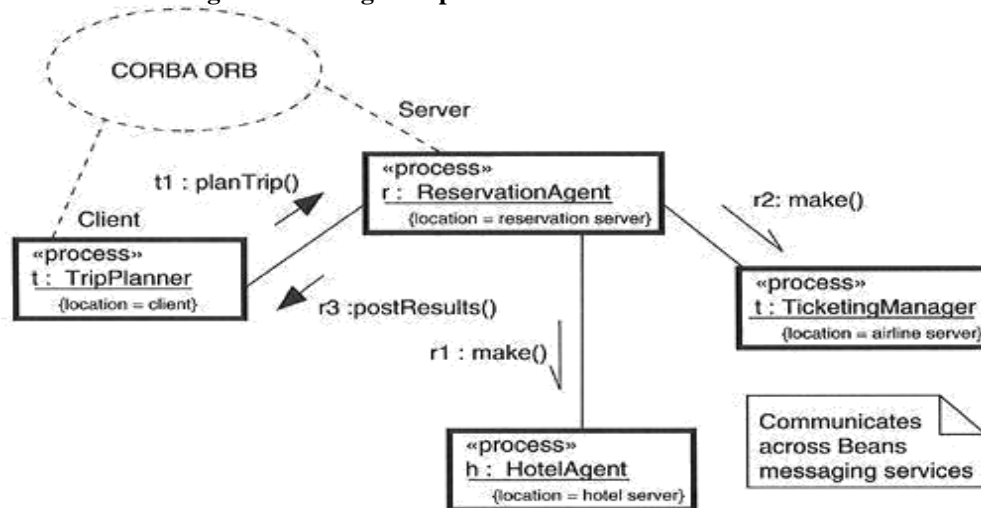 CORBA ORB
Server
t1 : planTrip()
«process»
r : ReservationAgent
{location = reservation server}
r2: make()
Client
«process»
t : TripPlanner
{location = client}
r3 :postResults()
«process»
t : TicketingManager
{location = airline server}
r1 : make()
Communicates
across Beans
messaging services
«process»
h : HotelAgent
{location = hotel server}